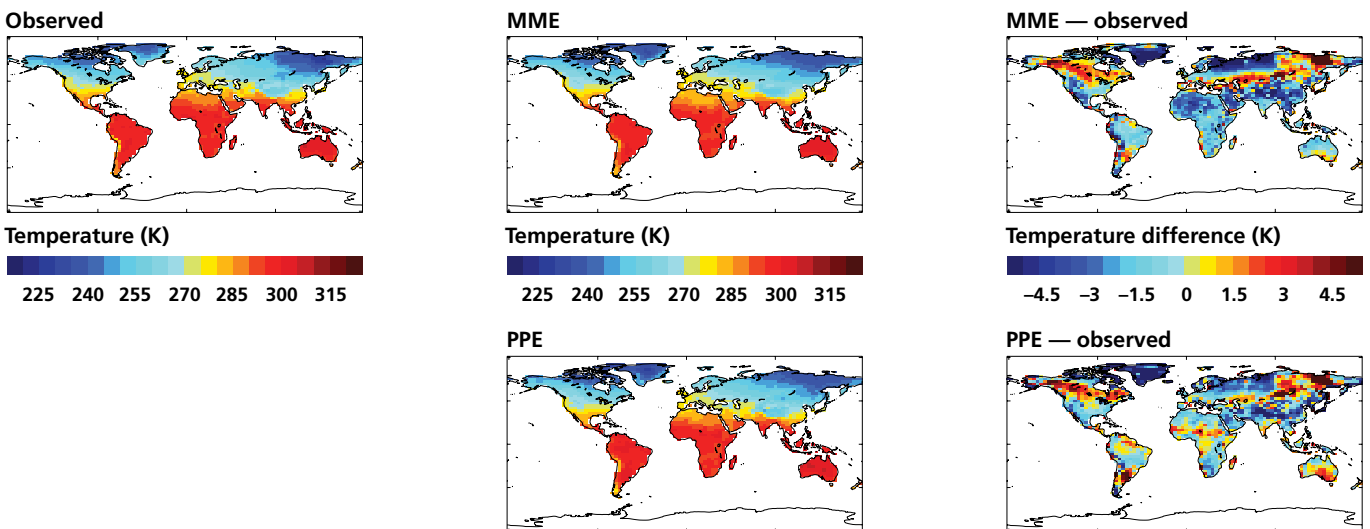 Observed
MME
MME — observed
Temperature (K)
225 240 255 270 285 300 315
Temperature (K)
225 240 255 270 285 300 315
Temperature difference (K)
–4.5 –3 –1.5 0 1.5 3 4.5
PPE
PPE — observed